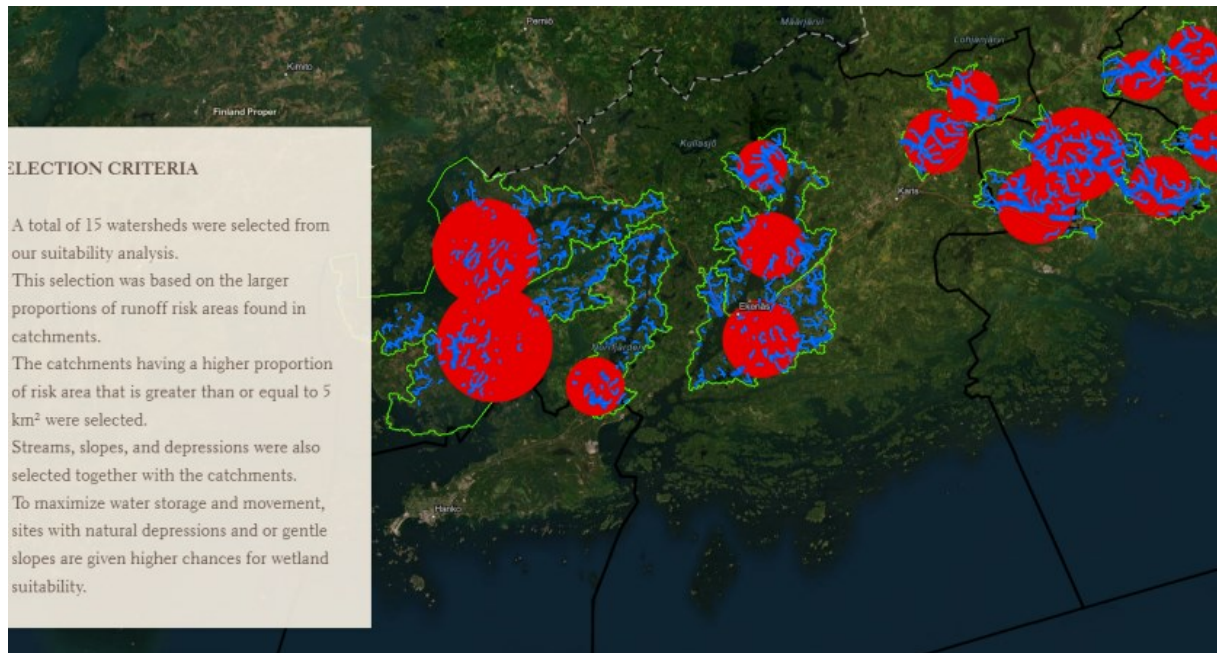 Perniö
Määrjärvi
Lohjanjärvi
Kimito
Finland Proper
Kullasjö
Karis
Ekenäs
Hanko
ELECTION CRITERIA
A total of 15 watersheds were selected from
our suitability analysis.
This selection was based on the larger
proportions of runoff risk areas found in
catchments.
The catchments having a higher proportion
of risk area that is greater than or equal to 5
km² were selected.
Streams, slopes, and depressions were also
selected together with the catchments.
To maximize water storage and movement,
sites with natural depressions and or gentle
slopes are given higher chances for wetland
suitability.